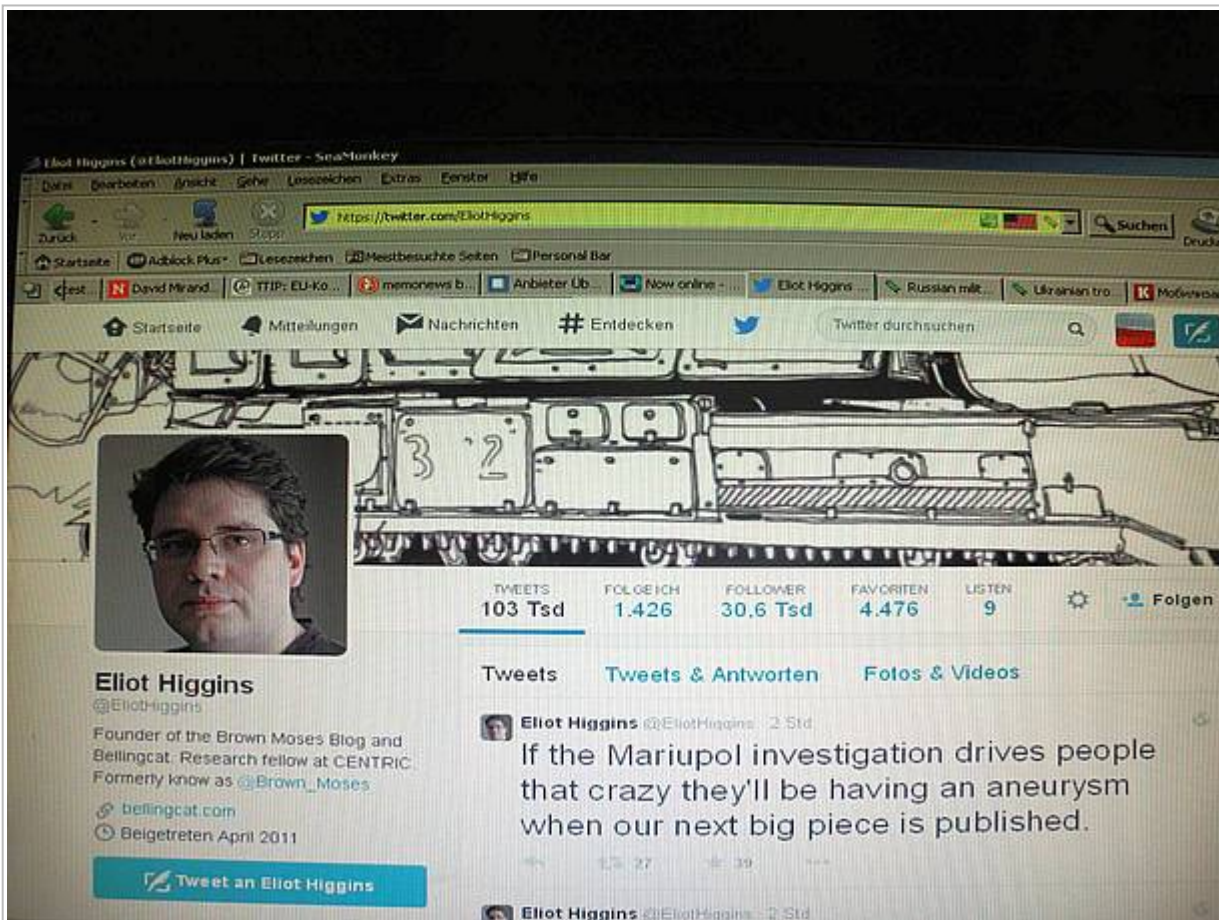 Eliot Higgins (@EliotHiggins) | Twitter - SeaMonkey
Datei Bearbeiten Ansicht Gehe Lesezeichen Extras Fenster Hilfe
Zurück Vor Neu laden Stopp https://twitter.com/EliotHiggins Suchen Drucke
Startseite Adblock Plus Lesezeichen Meistbesuchte Seiten Personal Bar
David Mirand TTIP: EU-Ko... memonews b... Anbieter Üb... Now online - ... Eliot Higgins ... Russian milit... Ukrainian tro...
Startseite Mitteilungen Nachrichten # Entdecken Twitter durchsuchen
3 2
TWEETS FOLGE ICH FOLLOWER FAVORITEN LISTEN
103 Tsd 1.426 30,6 Tsd 4.476 9 Folgen
Eliot Higgins
@EliotHiggins
Founder of the Brown Moses Blog and
Bellingcat. Research fellow at CENTRIC.
Formerly know as @Brown_Moses
bellingcat.com
Beigetreten April 2011
Tweet an Eliot Higgins
Tweets Tweets & Antworten Fotos & Videos
Eliot Higgins @EliotHiggins · 2 Std
If the Mariupol investigation drives people
that crazy they'll be having an aneurysm
when our next big piece is published.
27 39 •••
Eliot Higgins @EliotHiggins · 2 Std